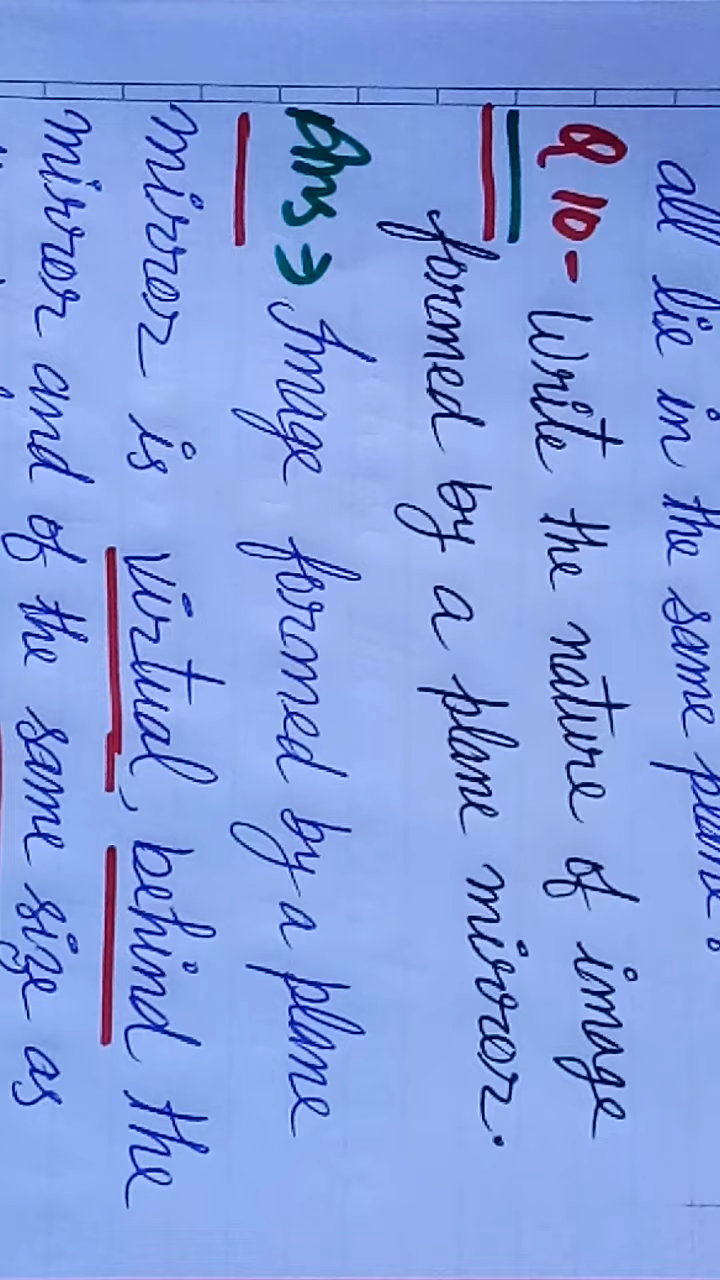 all lie in the same plane.
Q 10- Write the nature of image
formed by a plane mirror.
Ans → Image formed by a plane
mirror is virtual, behind the
mirror and of the same size as